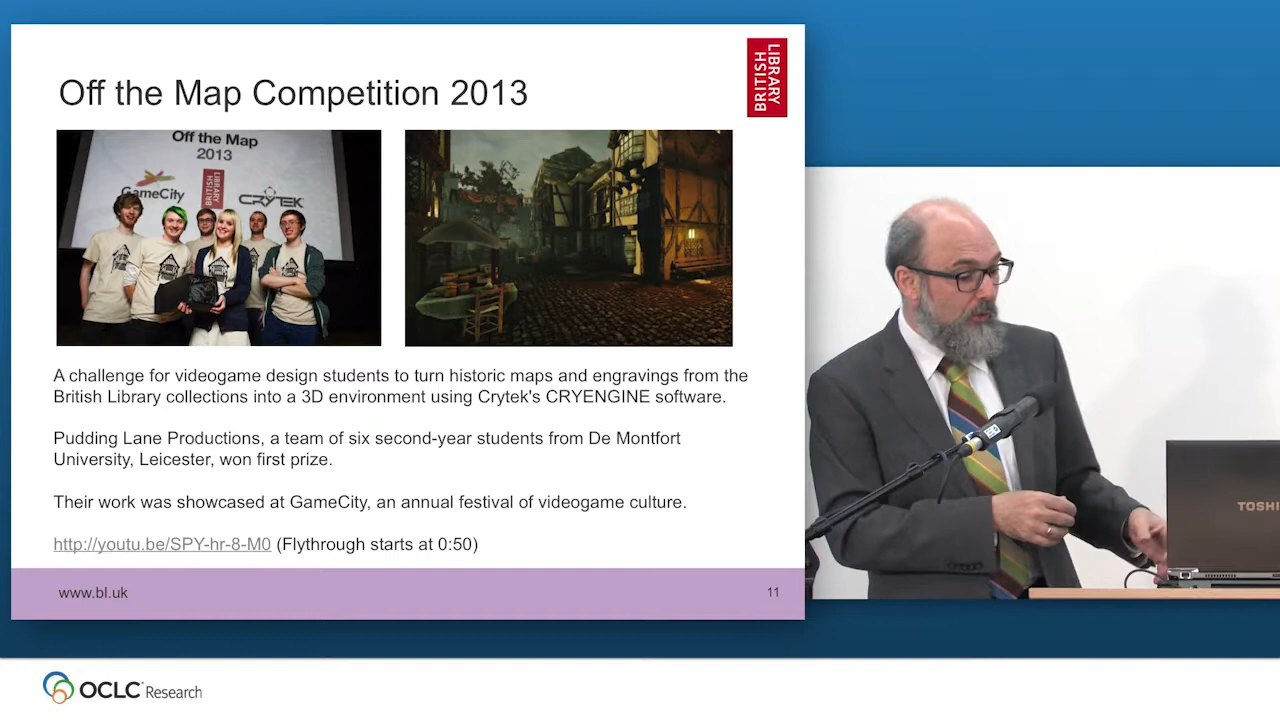 Off the Map Competition 2013
LIBRARY
BRITISH
Off the Map
2013
GameCity
LIBRARY
BRITISH
CRYTEK
A challenge for videogame design students to turn historic maps and engravings from the
British Library collections into a 3D environment using Crytek's CRYENGINE software.
Pudding Lane Productions, a team of six second-year students from De Montfort
University, Leicester, won first prize.
Their work was showcased at GameCity, an annual festival of videogame culture.
http://youtu.be/SPY-hr-8-M0 (Flythrough starts at 0:50)
www.bl.uk
11
TOSHI
OCLC Research